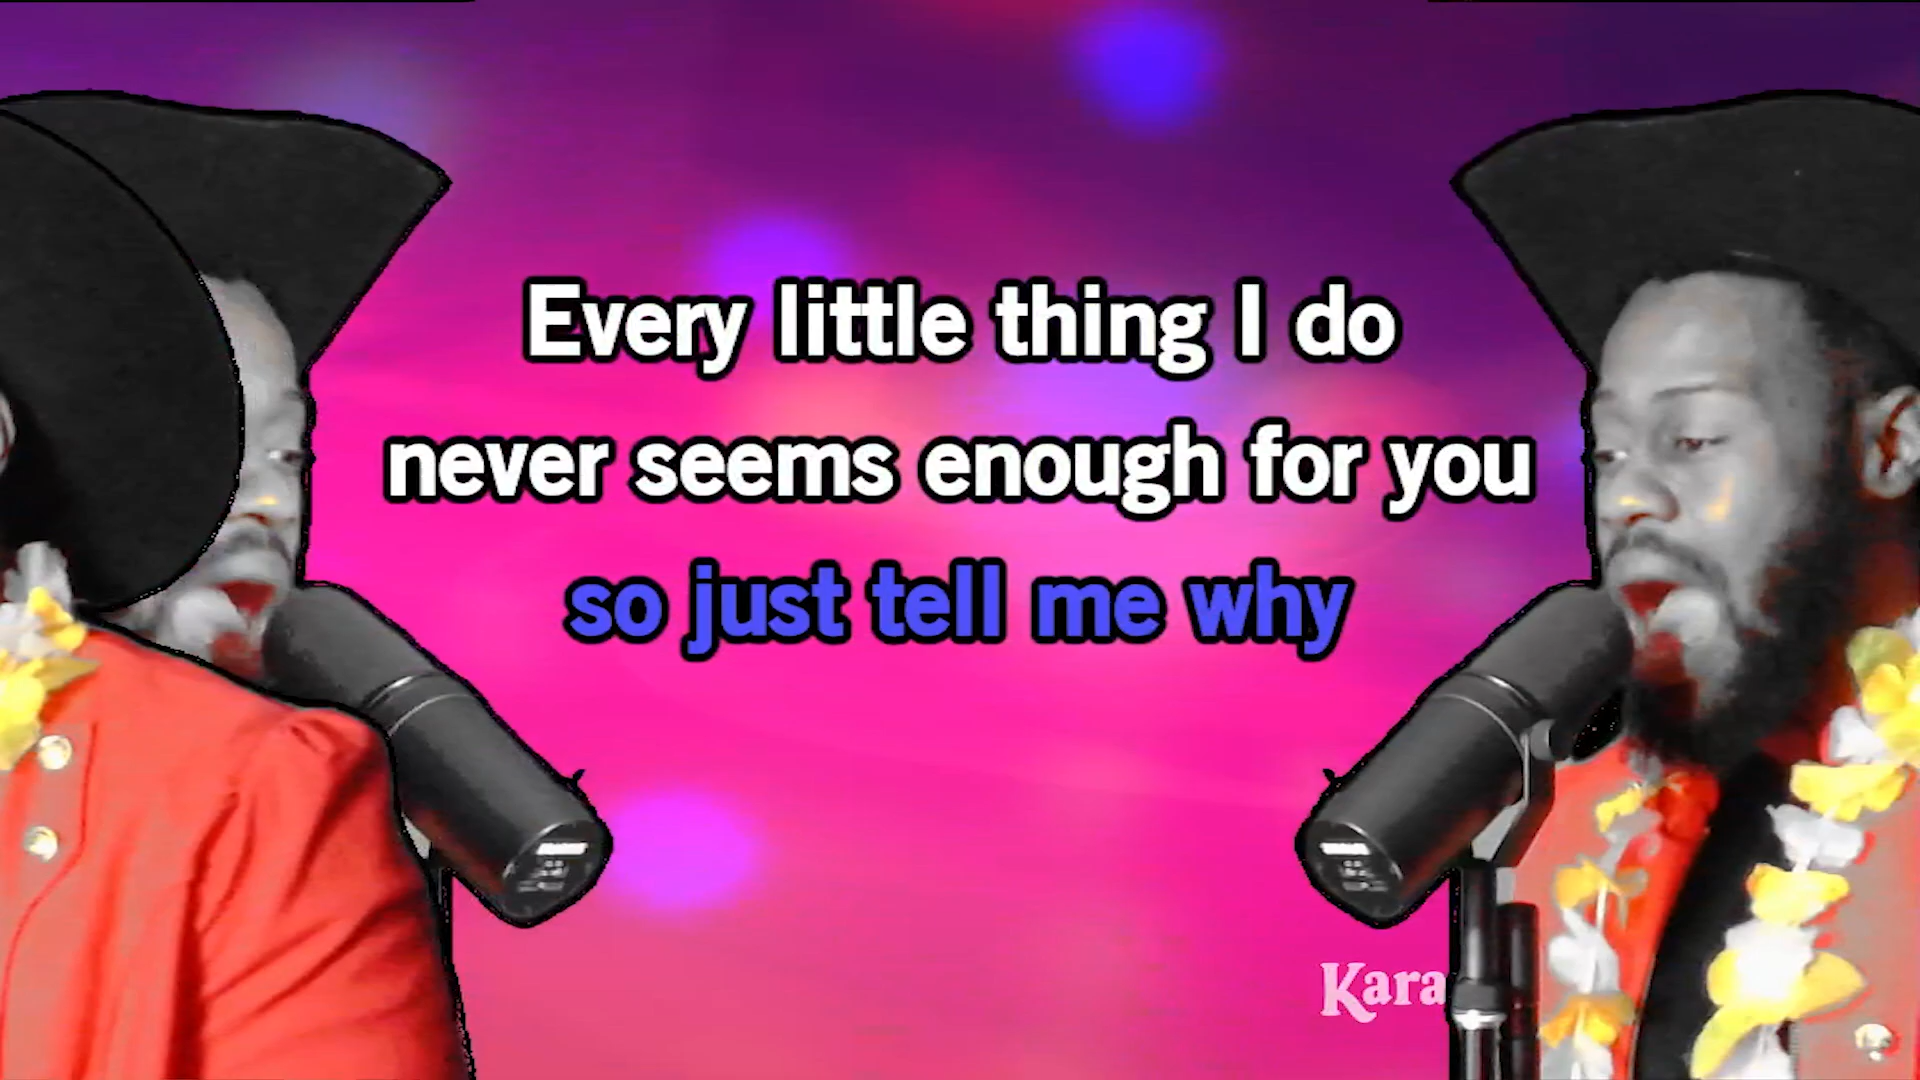 Every little thing I do
never seems enough for you
so just tell me why
Kara